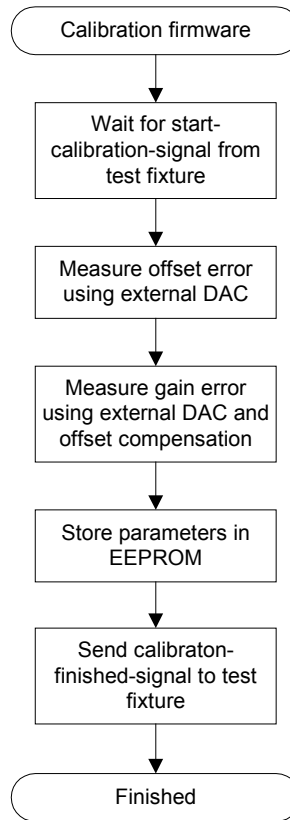 Calibration firmware
Wait for start-
calibration-signal from
test fixture
Measure offset error
using external DAC
Measure gain error
using external DAC and
offset compensation
Store parameters in
EEPROM
Send calibraton-
finished-signal to test
fixture
Finished